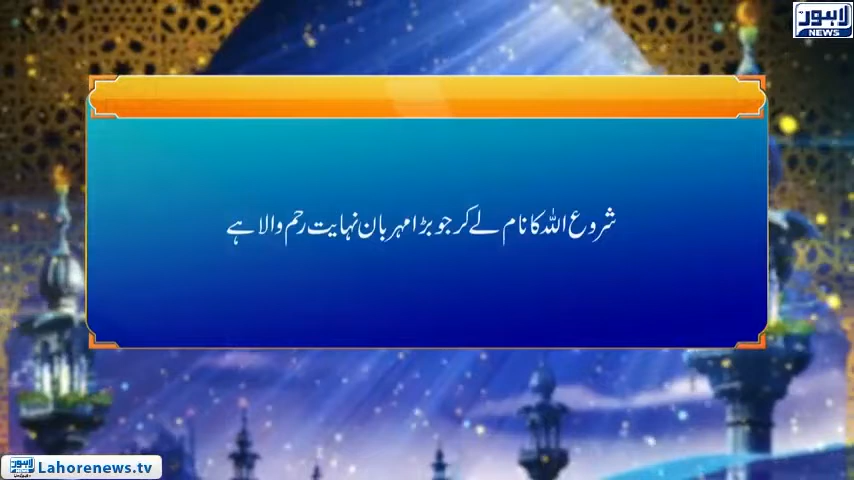 لاہور
NEWS
شروع اللہ کا نام لے کر جو بڑا مہربان نہایت رحم والا ہے
Lahorenews.tv